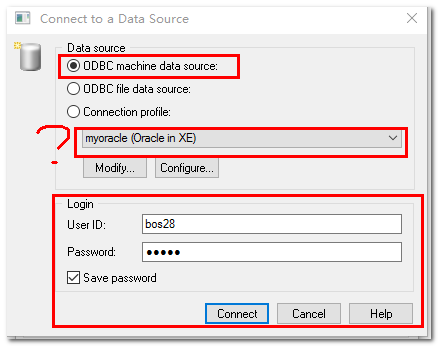 Connect to a Data Source
Data source
ODBC machine data source:
ODBC file data source:
Connection profile:
?
myoracle (Oracle in XE)
Modify...
Configure...
Login
User ID:
bos28
Password:
•••••
Save password
Connect
Cancel
Help